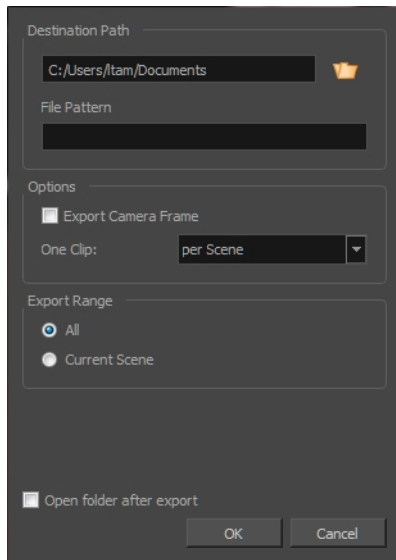 Destination Path
C:/Users/ltam/Documents
File Pattern
Options
Export Camera Frame
One Clip: per Scene
Export Range
All
Current Scene
Open folder after export
OK Cancel